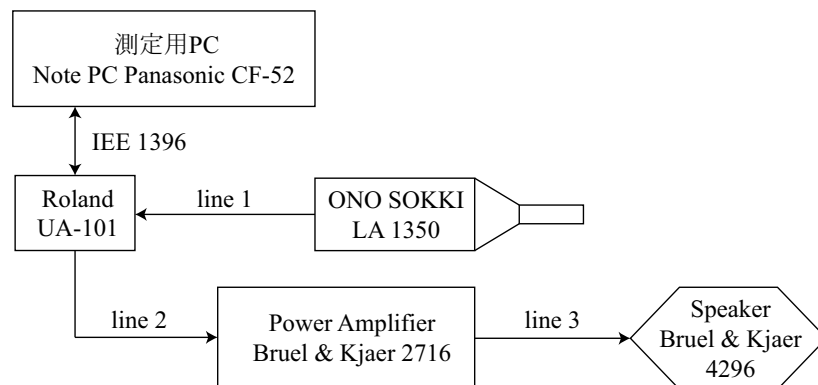 測定用PC
Note PC Panasonic CF-52
IEE 1396
Roland
UA-101
line 1
ONO SOKKI
LA 1350
line 2
Power Amplifier
Bruel & Kjaer 2716
line 3
Speaker
Bruel & Kjaer
4296